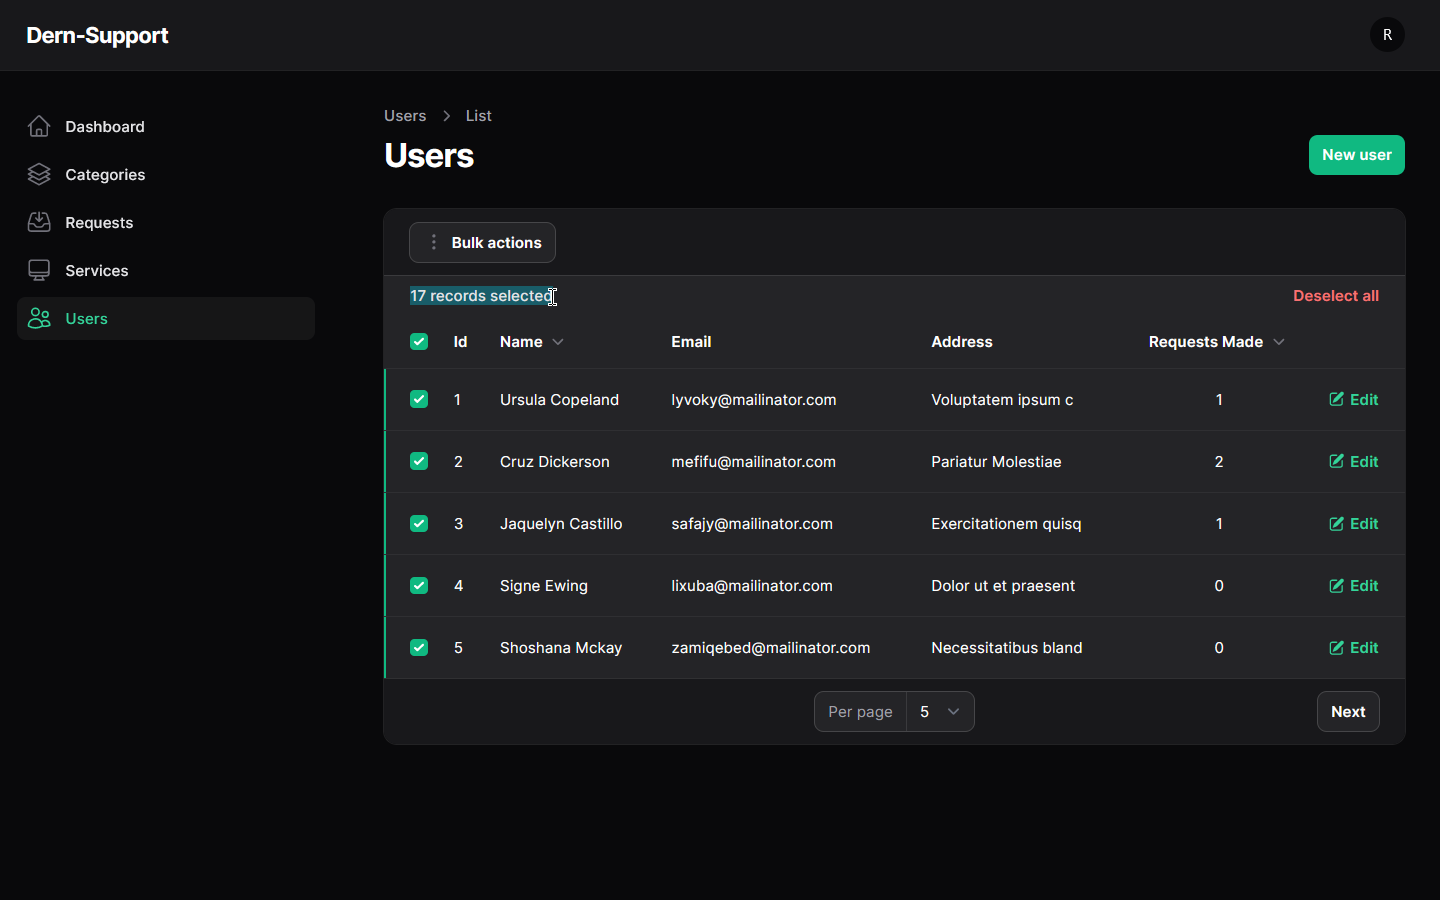 Dern-Support
R
Dashboard
Categories
Requests
Services
Users
Users > List
Users
New user
Bulk actions
17 records selected
Deselect all
Id Name Email Address Requests Made
1 Ursula Copeland lyvoky@mailinator.com Voluptatem ipsum c 1 Edit
2 Cruz Dickerson mefifu@mailinator.com Pariatur Molestiae 2 Edit
3 Jaquelyn Castillo safajy@mailinator.com Exercitationem quisq 1 Edit
4 Signe Ewing lixuba@mailinator.com Dolor ut et praesent 0 Edit
5 Shoshana Mckay zamiqebed@mailinator.com Necessitatibus bland 0 Edit
Per page 5
Next